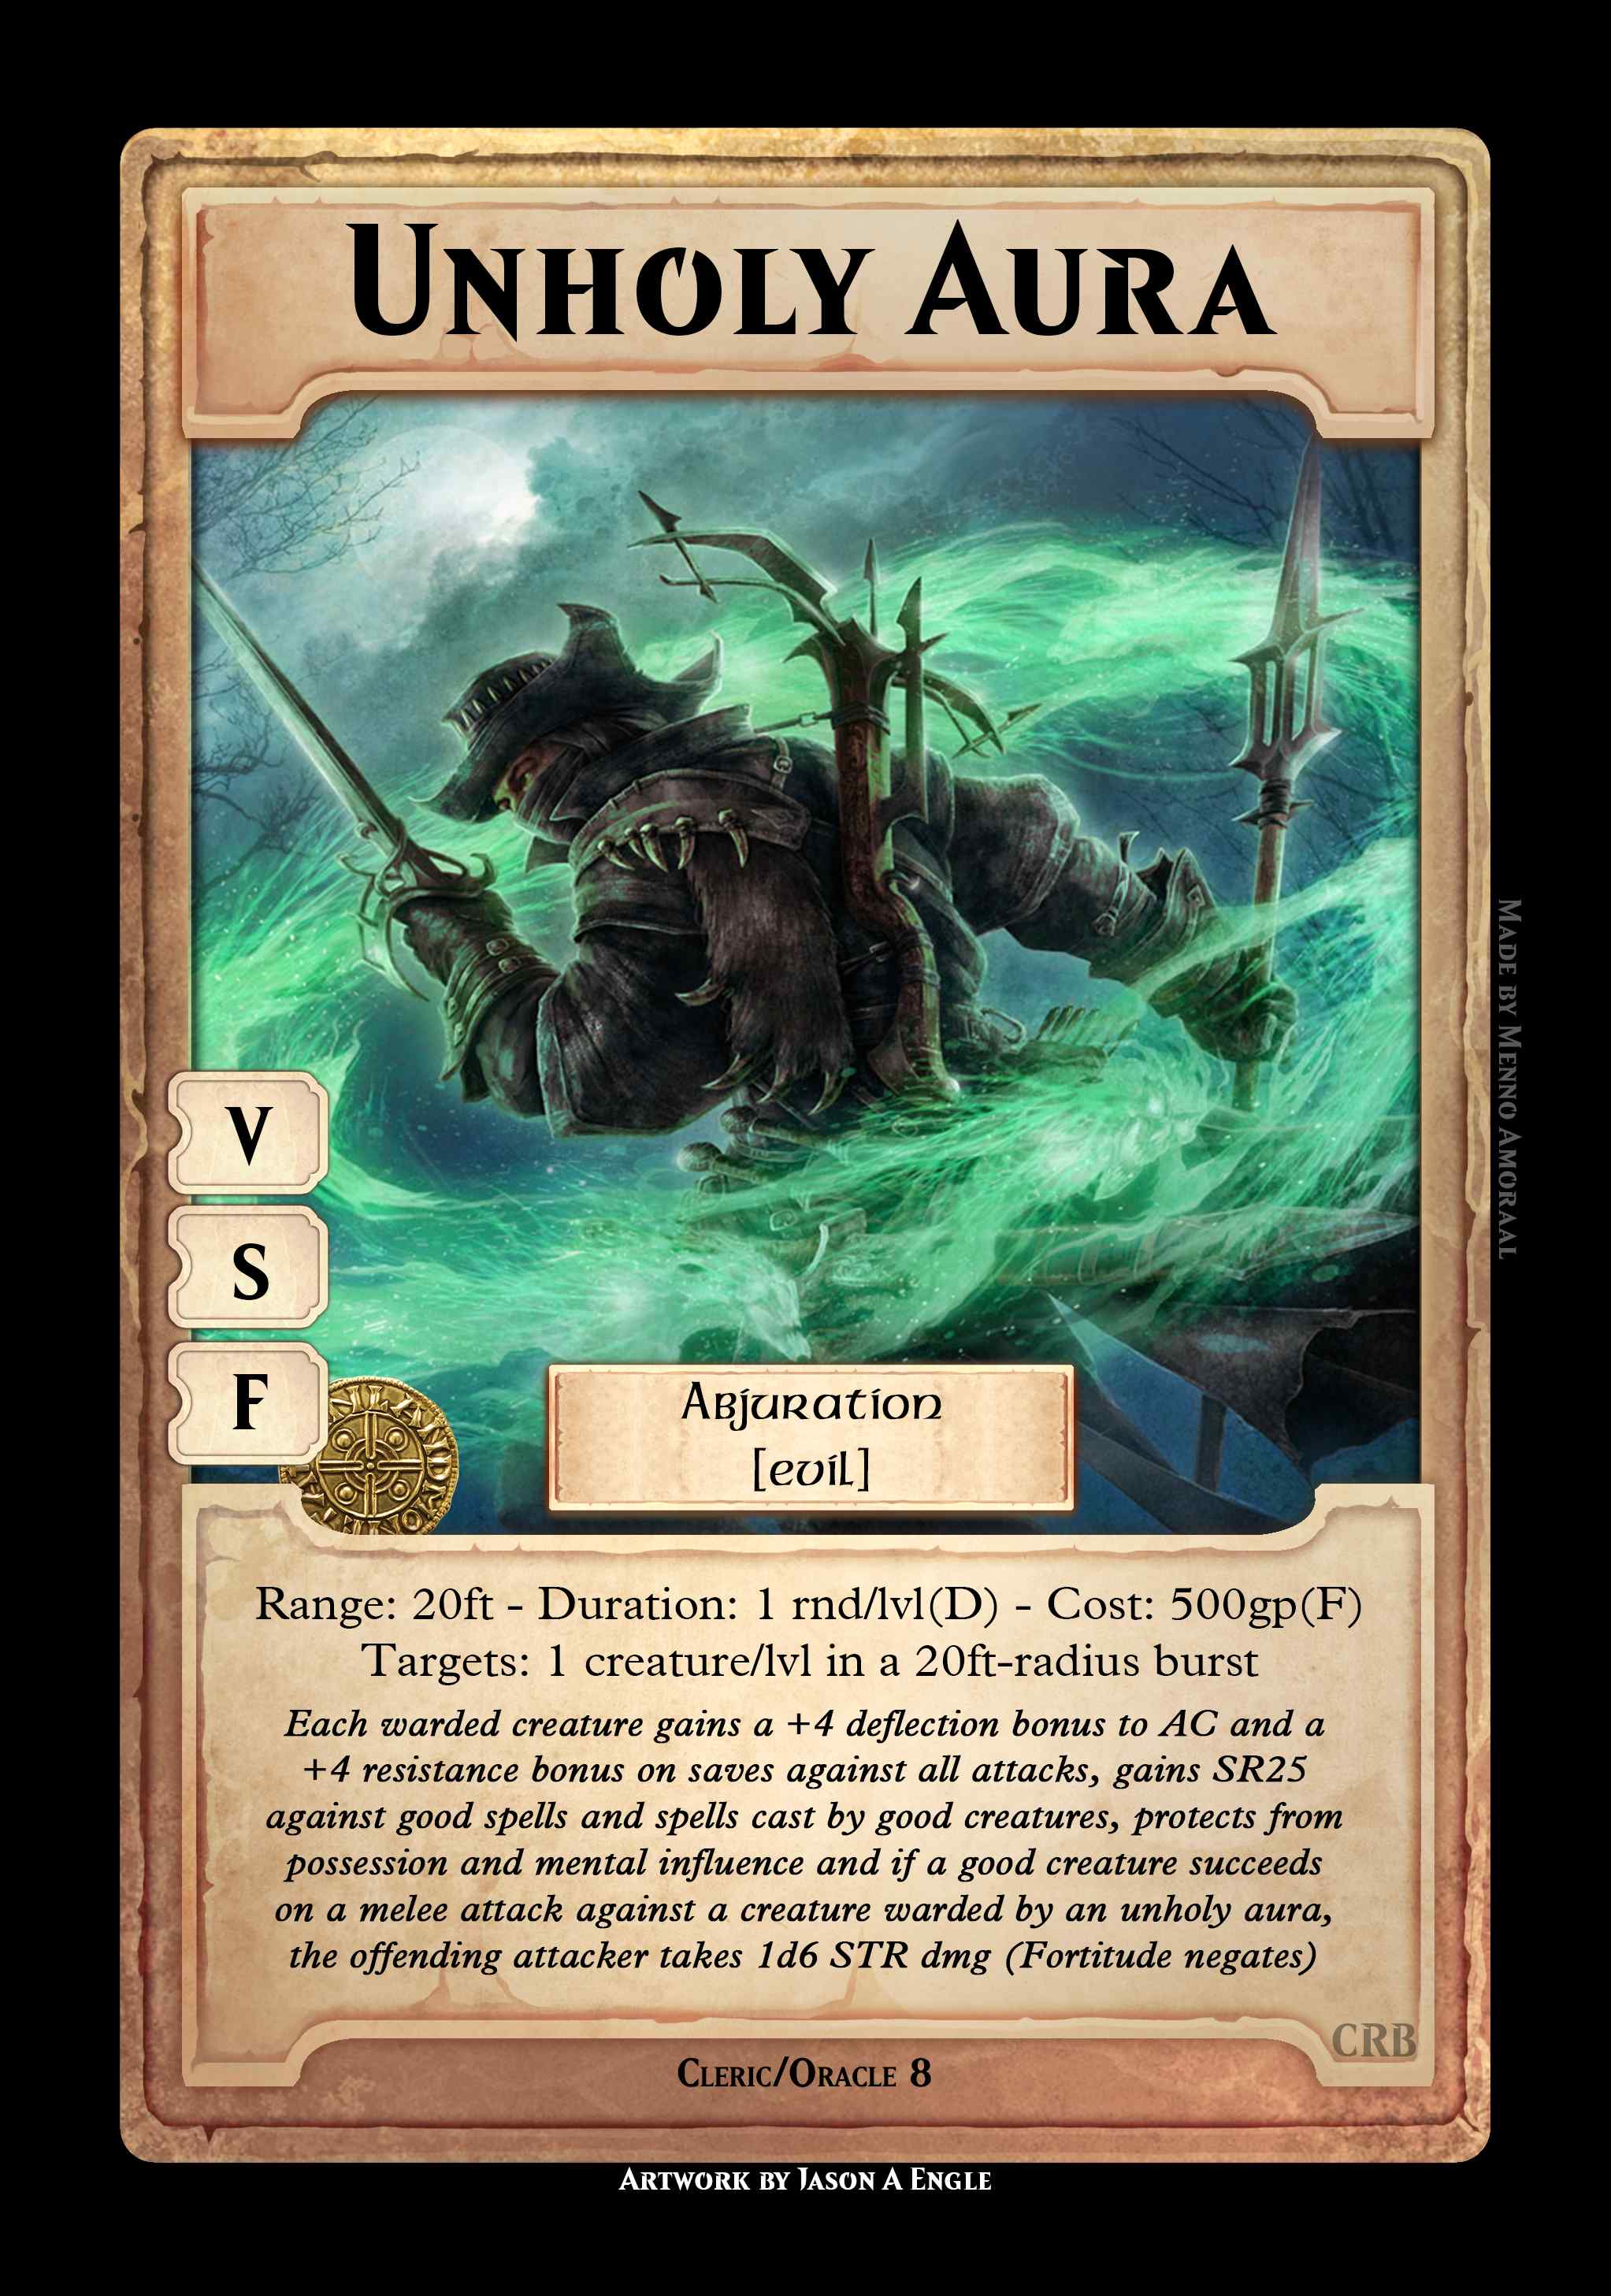 Unholy Aura
V
S
F
Abjuration
[evil]
Range: 20ft - Duration: 1 rnd/lvl(D) - Cost: 500gp(F)
Targets: 1 creature/lvl in a 20ft-radius burst
Each warded creature gains a +4 deflection bonus to AC and a
+4 resistance bonus on saves against all attacks, gains SR25
against good spells and spells cast by good creatures, protects from
possession and mental influence and if a good creature succeeds
on a melee attack against a creature warded by an unholy aura,
the offending attacker takes 1d6 STR dmg (Fortitude negates)
CRB
Cleric/Oracle 8
Artwork by Jason A Engle
Made by Menno Amoraal